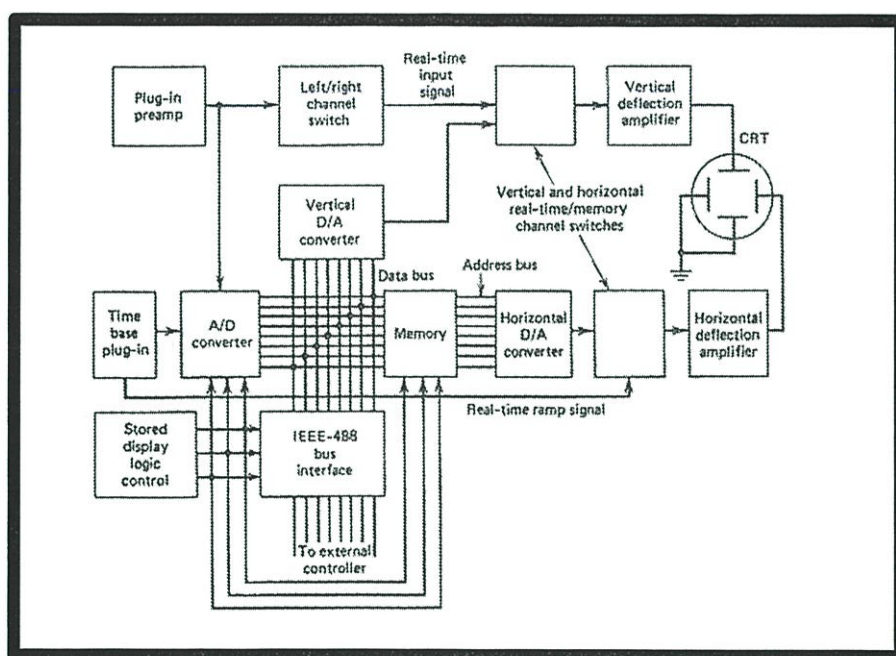 Plug-in
preamp
Left/right
channel
switch
Real-time
input
signal
Vertical
deflection
amplifier
CRT
Vertical
D/A
converter
Vertical and horizontal
real-time/memory
channel switches
Data bus
Address bus
Time
base
plug-in
A/D
converter
Memory
Horizontal
D/A
converter
Horizontal
deflection
amplifier
Real-time ramp signal
Stored
display
logic
control
IEEE-488
bus
interface
To external
controller